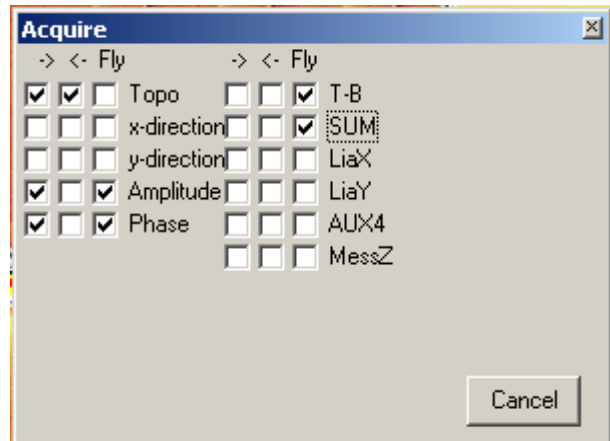 Acquire
-> <- Fly -> <- Fly
Topo T-B
x-direction SUM
y-direction LiaX
Amplitude LiaY
Phase AUX4
MessZ
Cancel